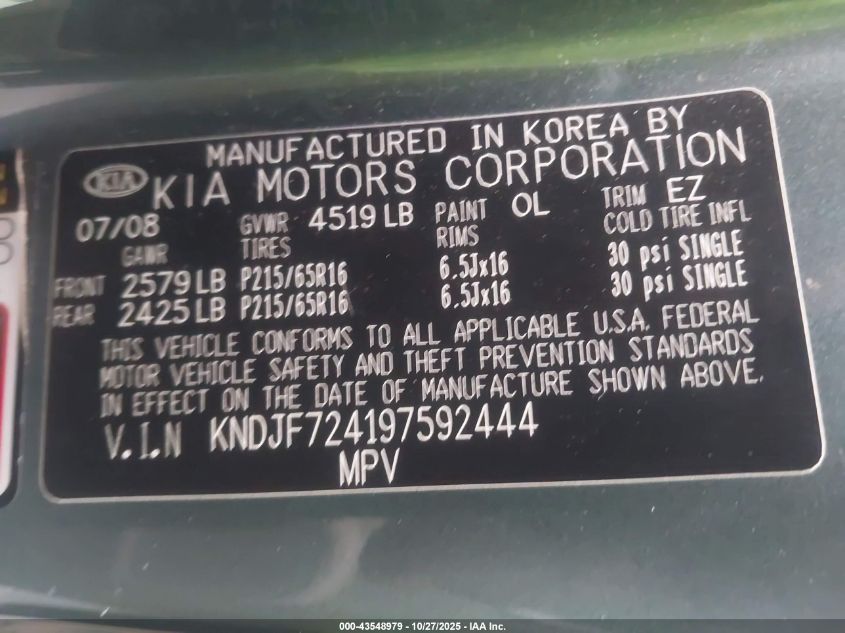 MANUFACTURED IN KOREA BY
KIA KIA MOTORS CORPORATION
07/08 GVWR 4519 LB PAINT OL TRIM EZ
GAWR TIRES RIMS COLD TIRE INFL
FRONT 2579 LB P215/65R16 6.5Jx16 30 psi SINGLE
REAR 2425 LB P215/65R16 6.5Jx16 30 psi SINGLE
THIS VEHICLE CONFORMS TO ALL APPLICABLE U.S.A. FEDERAL
MOTOR VEHICLE SAFETY AND THEFT PREVENTION STANDARDS
IN EFFECT ON THE DATE OF MANUFACTURE SHOWN ABOVE.
V.I.N KNDJF724197592444
MPV
000-43548979 - 10/27/2025 - IAA Inc.